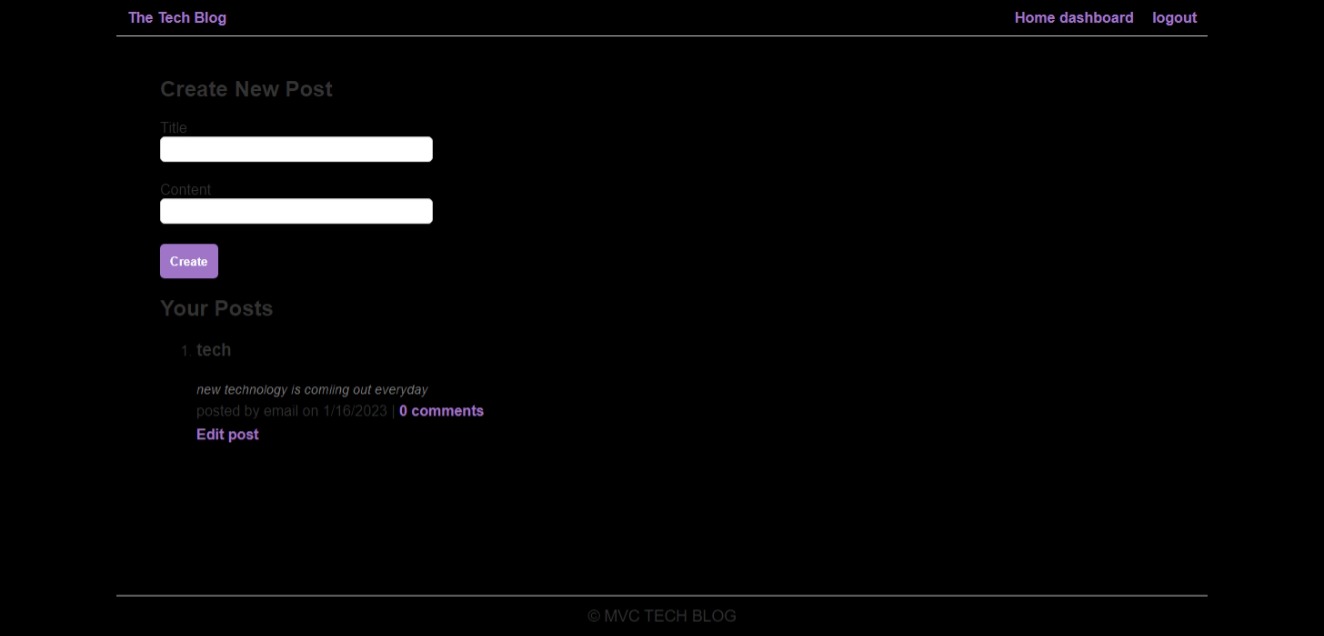 The Tech Blog Home dashboard logout
Create New Post
Title
Content
Create
Your Posts
1. tech
new technology is comiing out everyday
posted by email on 1/16/2023 | 0 comments
Edit post
© MVC TECH BLOG